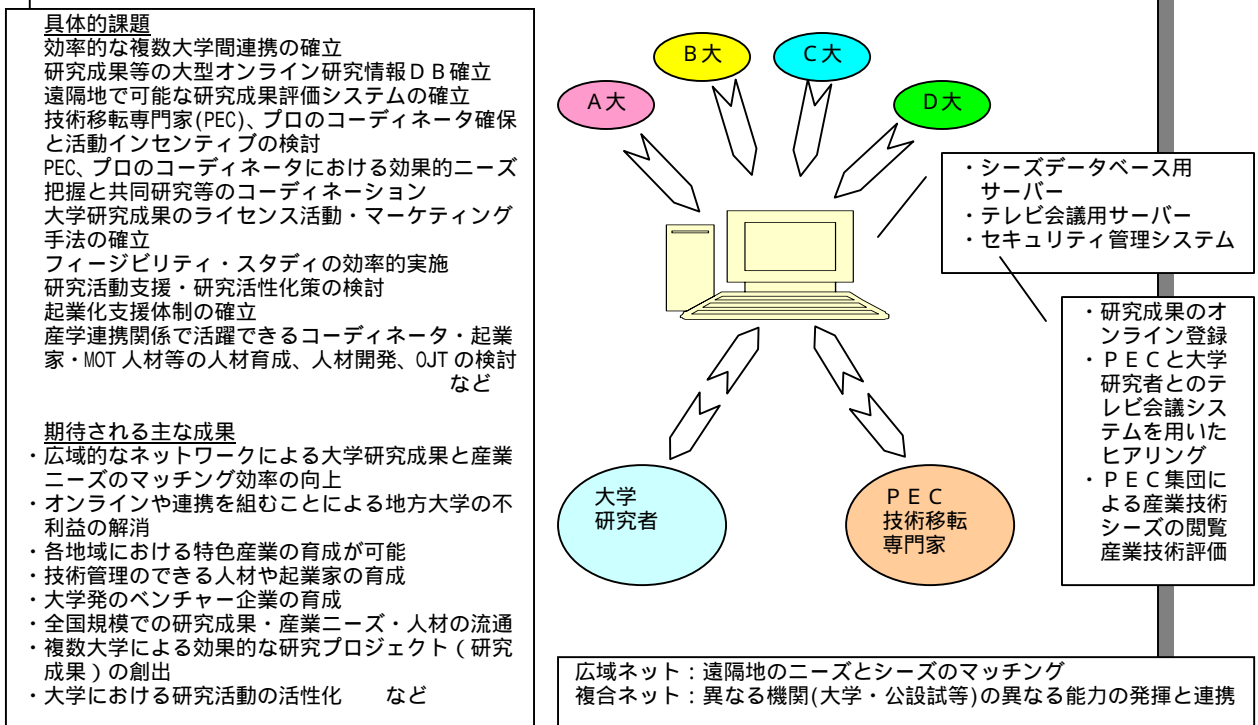 具体的課題
効率的な複数大学間連携の確立
研究成果等の大型オンライン研究情報ＤＢ確立
遠隔地で可能な研究成果評価システムの確立
技術移転専門家(PEC)、プロのコーディネータ確保
と活動インセンティブの検討
PEC、プロのコーディネータにおける効果的ニーズ
把握と共同研究等のコーディネーション
大学研究成果のライセンス活動・マーケティング
手法の確立
フィージビリティ・スタディの効率的実施
研究活動支援・研究活性化策の検討
起業化支援体制の確立
産学連携関係で活躍できるコーディネータ・起業
家・MOT 人材等の人材育成、人材開発、OJT の検討
など
期待される主な成果
・広域的なネットワークによる大学研究成果と産業
ニーズのマッチング効率の向上
・オンラインや連携を組むことによる地方大学の不
利益の解消
・各地域における特色産業の育成が可能
・技術管理のできる人材や起業家の育成
・大学発のベンチャー企業の育成
・全国規模での研究成果・産業ニーズ・人材の流通
・複数大学による効果的な研究プロジェクト（研究
成果）の創出
・大学における研究活動の活性化　　など
Ａ大
Ｂ大
Ｃ大
Ｄ大
・シーズデータベース用
サーバー
・テレビ会議用サーバー
・セキュリティ管理システム
・研究成果のオ
ンライン登録
・ＰＥＣと大学
研究者とのテ
レビ会議シス
テムを用いた
ヒアリング
・ＰＥＣ集団に
よる産業技術
シーズの閲覧
産業技術評価
大学
研究者
ＰＥＣ
技術移転
専門家
広域ネット：遠隔地のニーズとシーズのマッチング
複合ネット：異なる機関(大学・公設試等)の異なる能力の発揮と連携